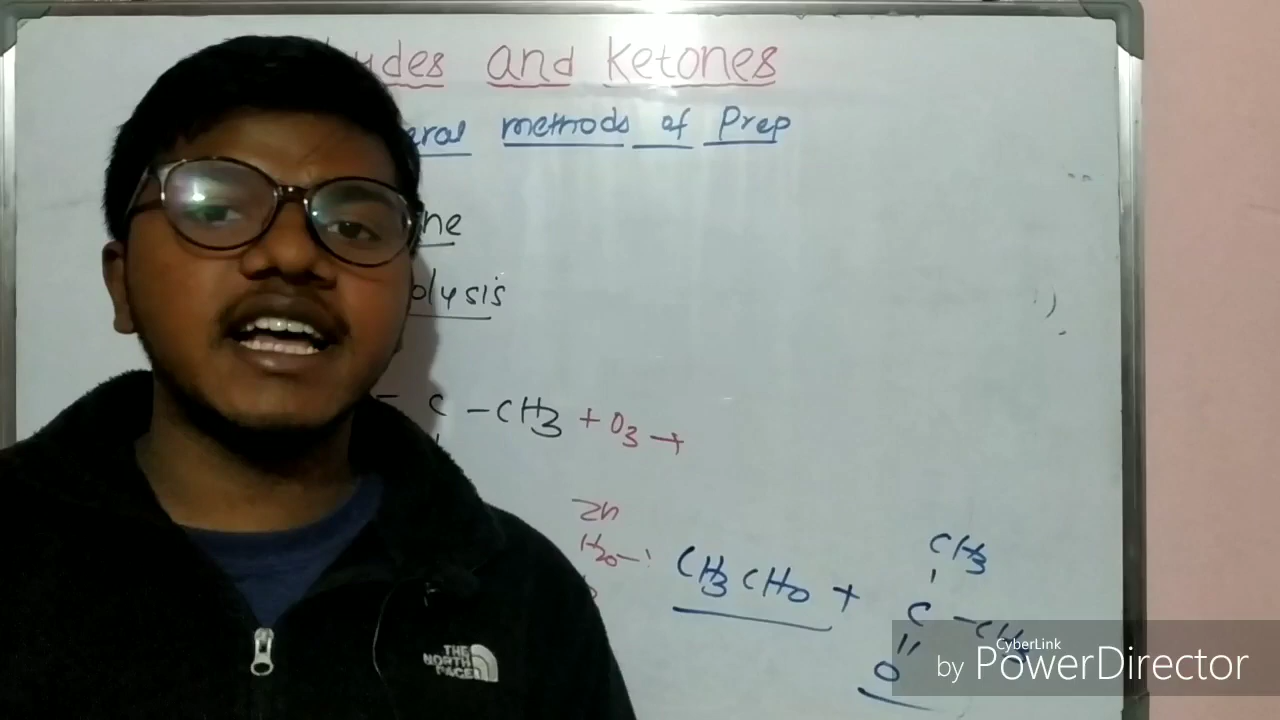 udes and Ketones
eral methods of Prep
ne
olysis
- C - CH3 + O3 →
Zn
H2O
CH3
CH3CHO + C - CH3
O
THE
NORTH
FACE
CyberLink
by PowerDirector